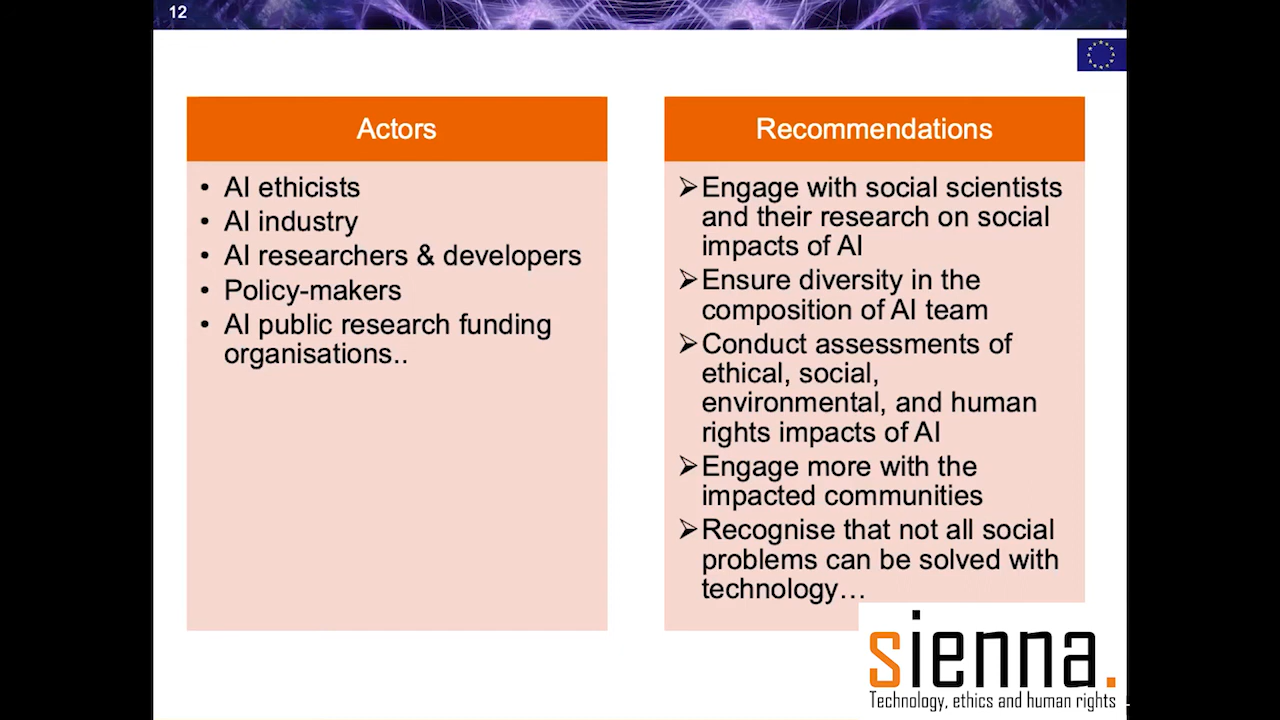 12
Actors
• AI ethicists
• AI industry
• AI researchers & developers
• Policy-makers
• AI public research funding
organisations..
Recommendations
➢Engage with social scientists
and their research on social
impacts of AI
➢Ensure diversity in the
composition of AI team
➢Conduct assessments of
ethical, social,
environmental, and human
rights impacts of AI
➢Engage more with the
impacted communities
➢Recognise that not all social
problems can be solved with
technology…
sienna.
Technology, ethics and human rights